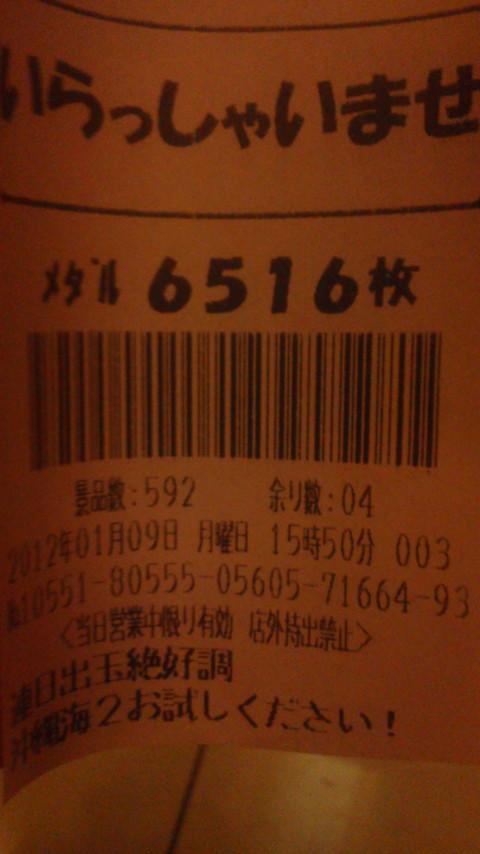 いらっしゃいませ
ﾒﾀﾞﾙ 6516枚
景品数:592 余り数:04
2012年01月09日 月曜日 15時50分 003
№10551-80555-05605-71664-93
<当日営業中限り有効 店外持出禁止>
連日出玉絶好調
沖縄海2お試しください!